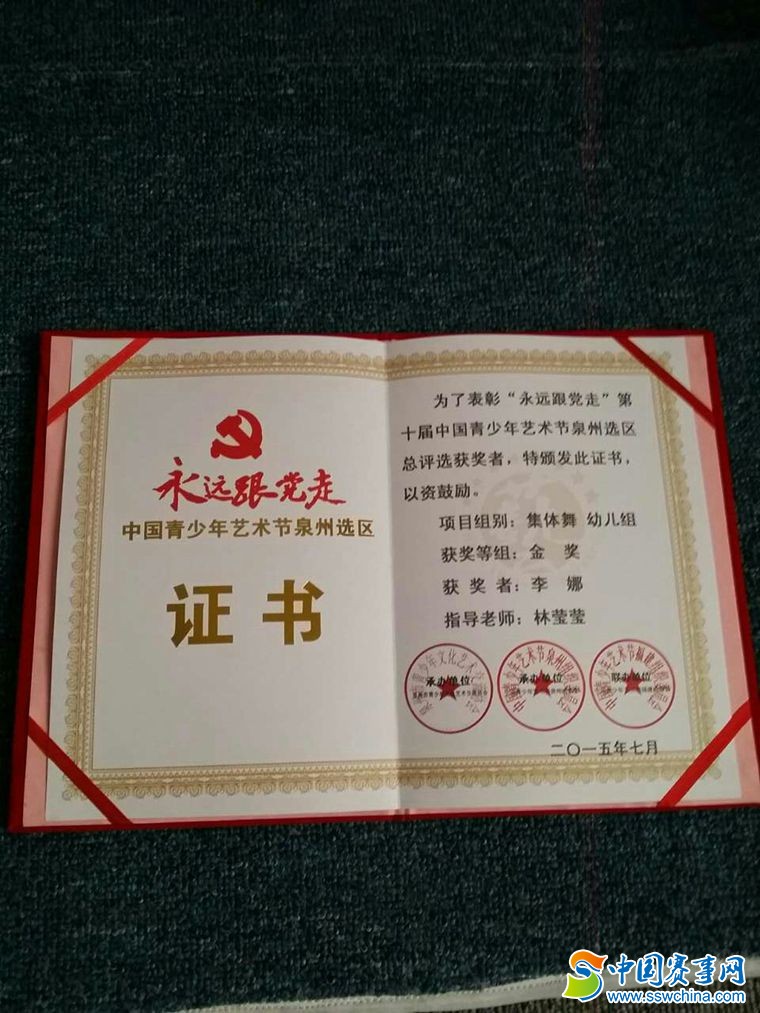 永远跟党走
中国青少年艺术节泉州选区
证书
为了表彰“永远跟党走”第
十届中国青少年艺术节泉州选区
总评选获奖者，特颁发此证书，
以资鼓励。
项目组别：集体舞 幼儿组
获奖等组：金 奖
获 奖 者：李 娜
指导老师：林莹莹
承办单位
承办单位
联办单位
二〇一五年七月
中国赛事网
www.sswchina.com